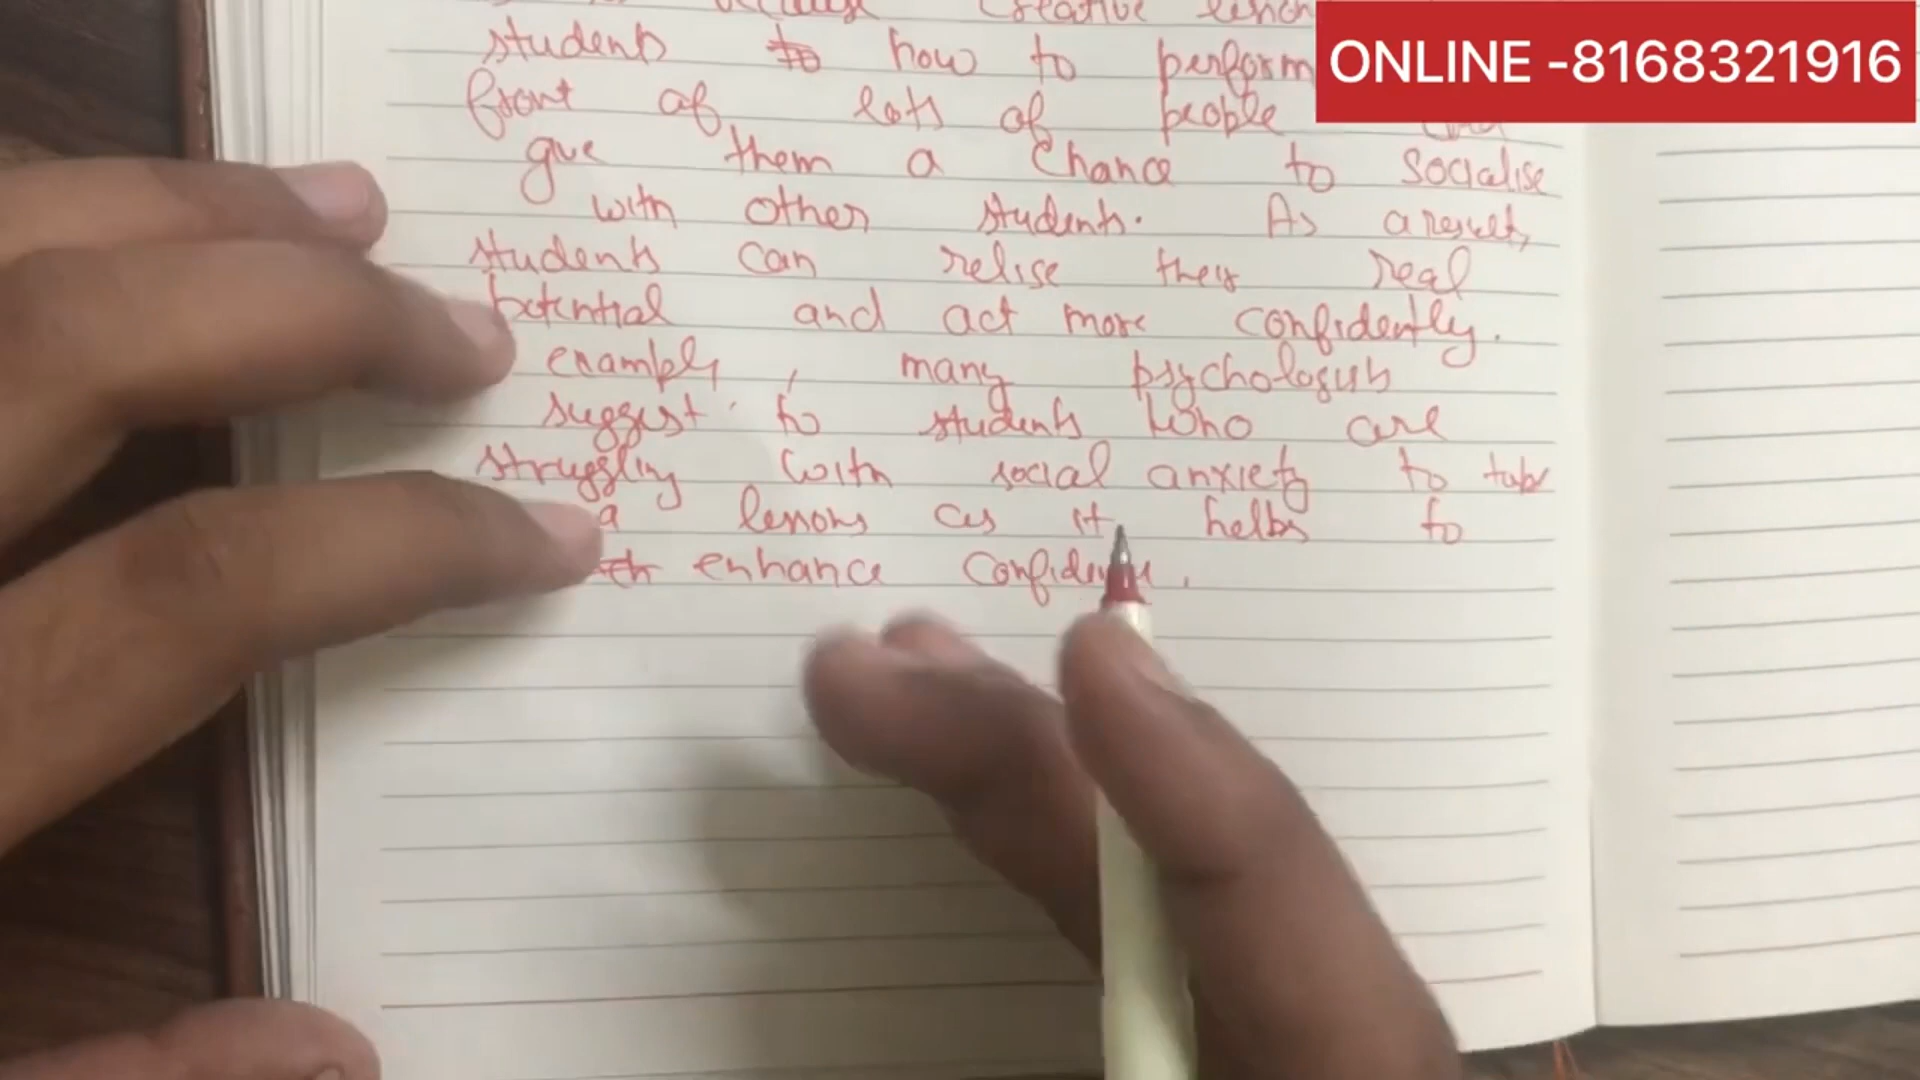 creative
students to how to perform
front of lots of people and
give them a chance to socialise
with other students. As a result,
students can relise their real
potential and act more confidently.
example, many psychologists
suggest to students who are
struggling with social anxiety to take
a lessons as it helps to
enhance confidence.
ONLINE -8168321916